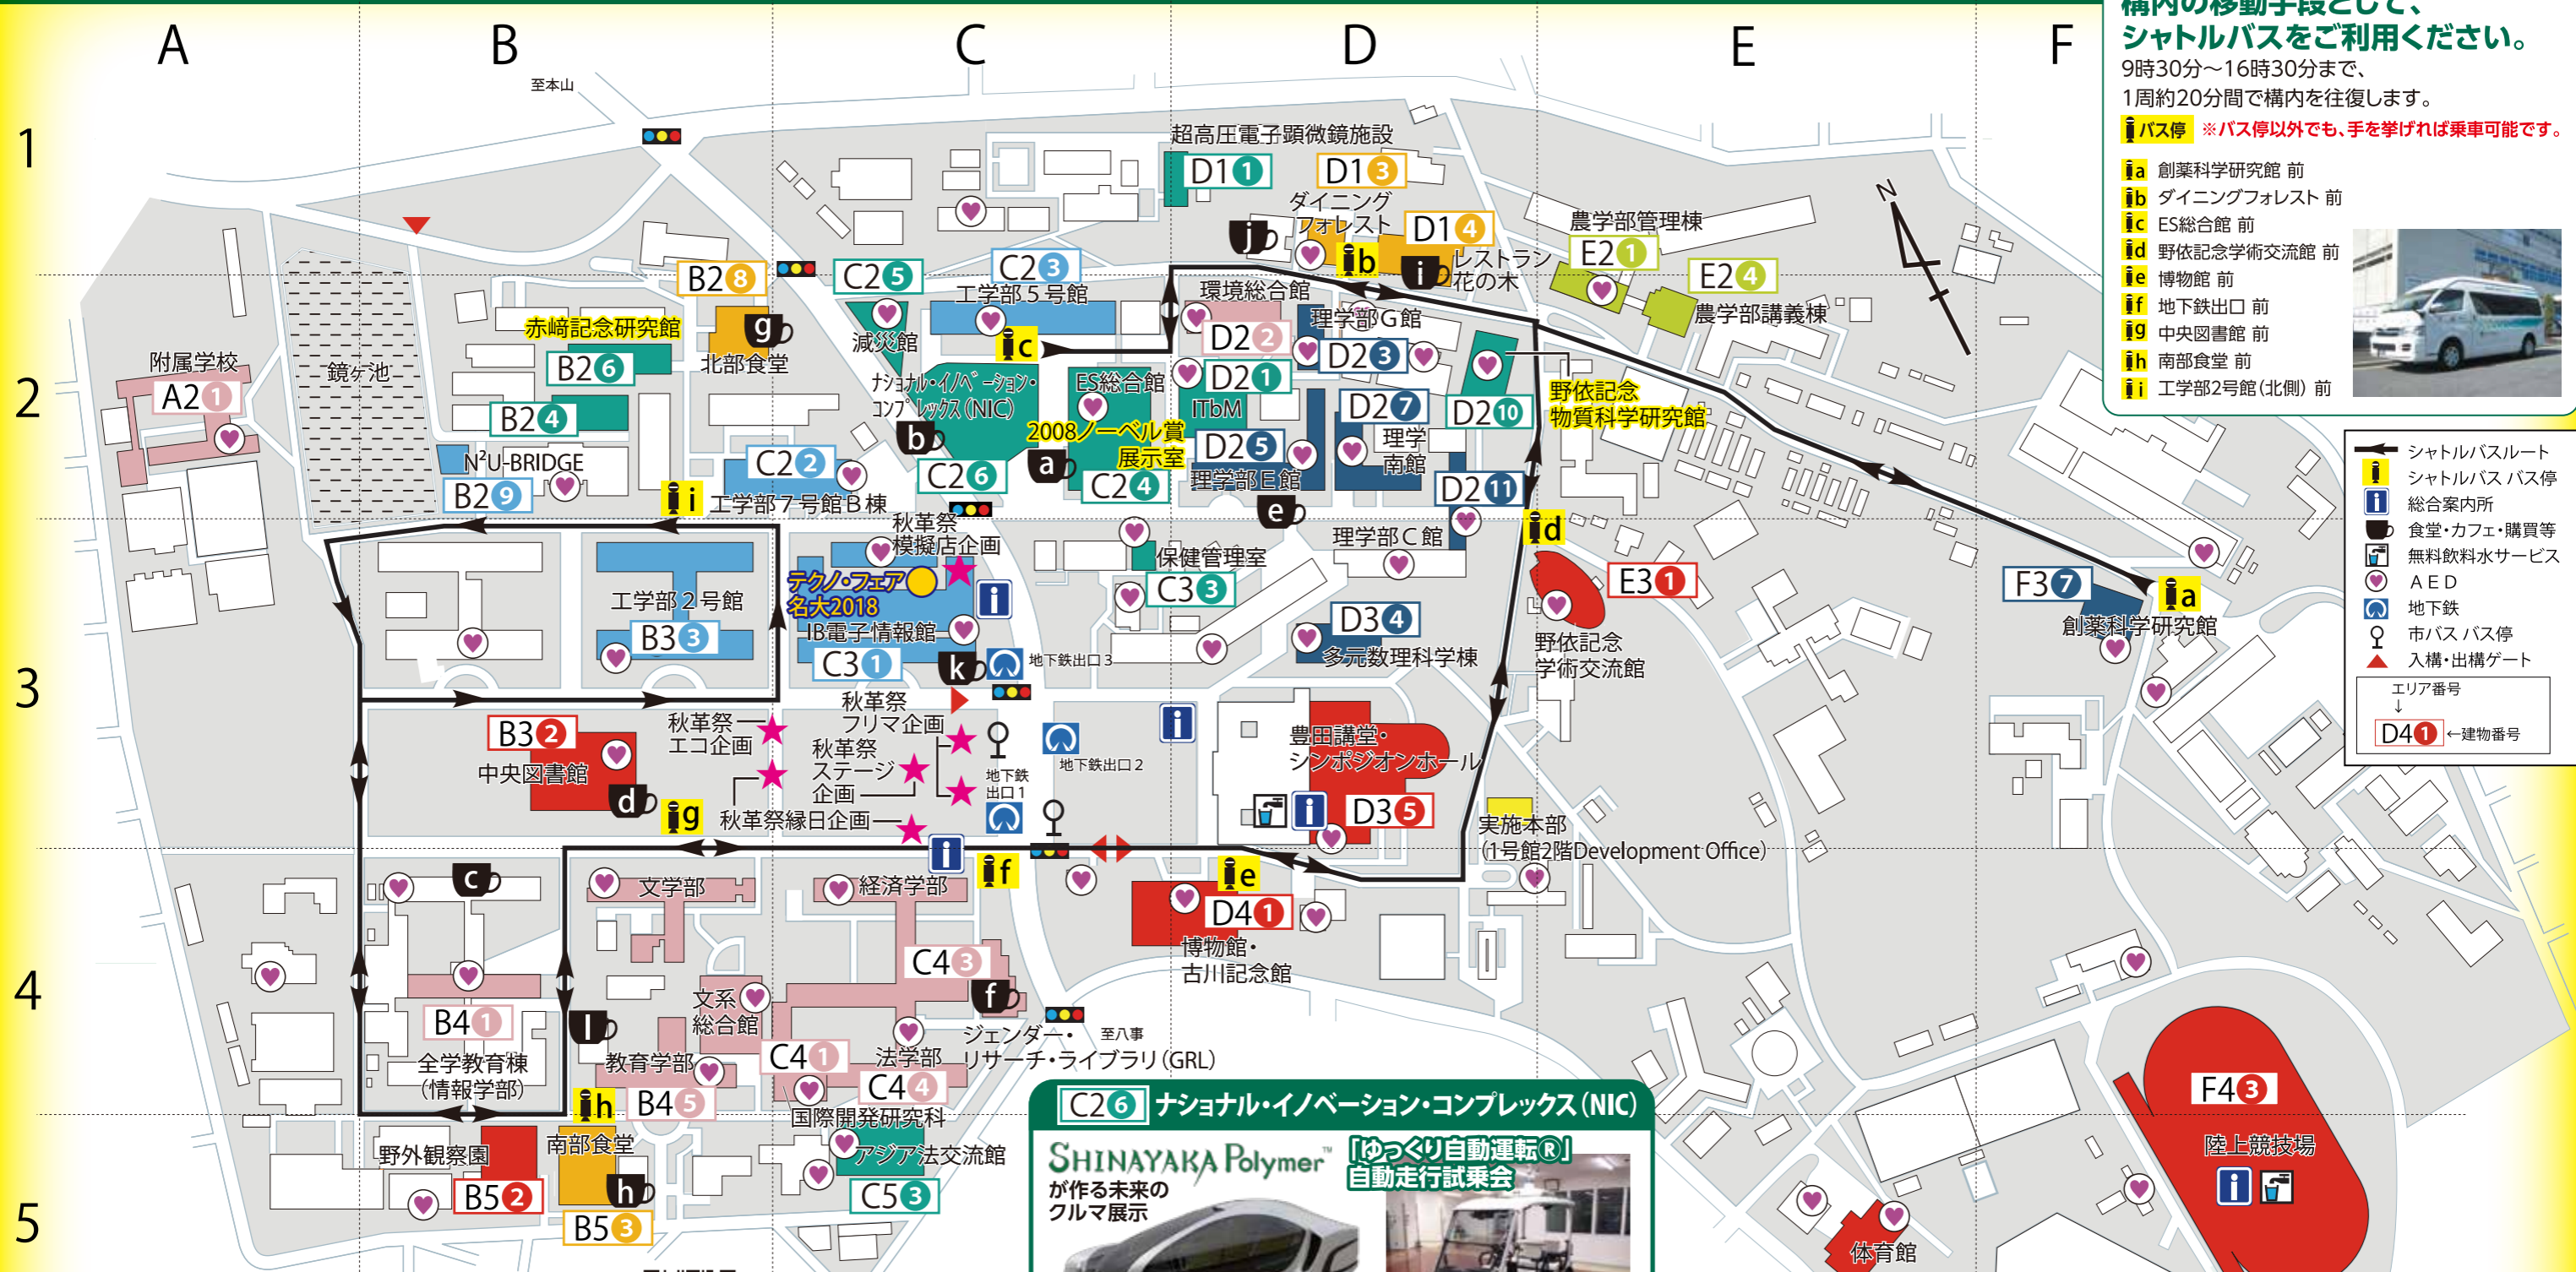 A
B
C
D
E
F
1
2
3
4
5
構内の移動手段として、
シャトルバスをご利用ください。
9時30分～16時30分まで、
1周約20分間で構内を往復します。
バス停 ※バス停以外でも、手を挙げれば乗車可能です。
a 創薬科学研究館 前
b ダイニングフォレスト 前
c ES総合館 前
d 野依記念学術交流館 前
e 博物館 前
f 地下鉄出口 前
g 中央図書館 前
h 南部食堂 前
i 工学部2号館(北側) 前
シャトルバスルート
シャトルバス バス停
総合案内所
食堂・カフェ・購買等
無料飲料水サービス
AED
地下鉄
市バス バス停
入構・出構ゲート
エリア番号
↓
D4 1 ←建物番号
至本山
超高圧電子顕微鏡施設
D1 1
D1 3
ダイニング
フォレスト
j
b
D1 4
i
レストラン
花の木
農学部管理棟
E2 1
E2 4
農学部講義棟
N
B2 8
g
北部食堂
C2 5
減災館
C2 3
工学部5号館
c
環境総合館
D2 2
理学部G館
D2 3
D2 1
ITbM
D2 7
理学
南館
D2 10
野依記念
物質科学研究館
D2 5
理学部E館
e
D2 11
附属学校
A2 1
鏡ヶ池
赤﨑記念研究館
B2 6
B2 4
N²U-BRIDGE
B2 9
i
C2 2
工学部7号館B棟
ナショナル・イノベーション・
コンプレックス(NIC)
b
C2 6
ES総合館
2008ノーベル賞
展示室
a
C2 4
秋革祭
模擬店企画
テクノ・フェア
名大2018
IB電子情報館
C3 1
k
地下鉄出口3
保健管理室
C3 3
理学部C館
d
E3 1
野依記念
学術交流館
D3 4
多元数理科学棟
F3 7
創薬科学研究館
a
工学部2号館
B3 3
B3 2
中央図書館
d
g
秋革祭
エコ企画
秋革祭
フリマ企画
秋革祭
ステージ
企画
秋革祭縁日企画
地下鉄
出口1
地下鉄出口2
豊田講堂・
シンポジオンホール
D3 5
実施本部
(1号館2階Development Office)
f
e
D4 1
博物館・
古川記念館
c
文学部
経済学部
C4 3
f
ジェンダー・
リサーチ・ライブラリ(GRL)
至八事
B4 1
全学教育棟
(情報学部)
l
文系
総合館
教育学部
B4 5
C4 1
法学部
C4 4
国際開発研究科
h
野外観察園
B5 2
南部食堂
h
B5 3
アジア法交流館
C5 3
C2 6 ナショナル・イノベーション・コンプレックス(NIC)
SHINAYAKA Polymer™
が作る未来の
クルマ展示
「ゆっくり自動運転®」
自動走行試乗会
F4 3
陸上競技場
体育館